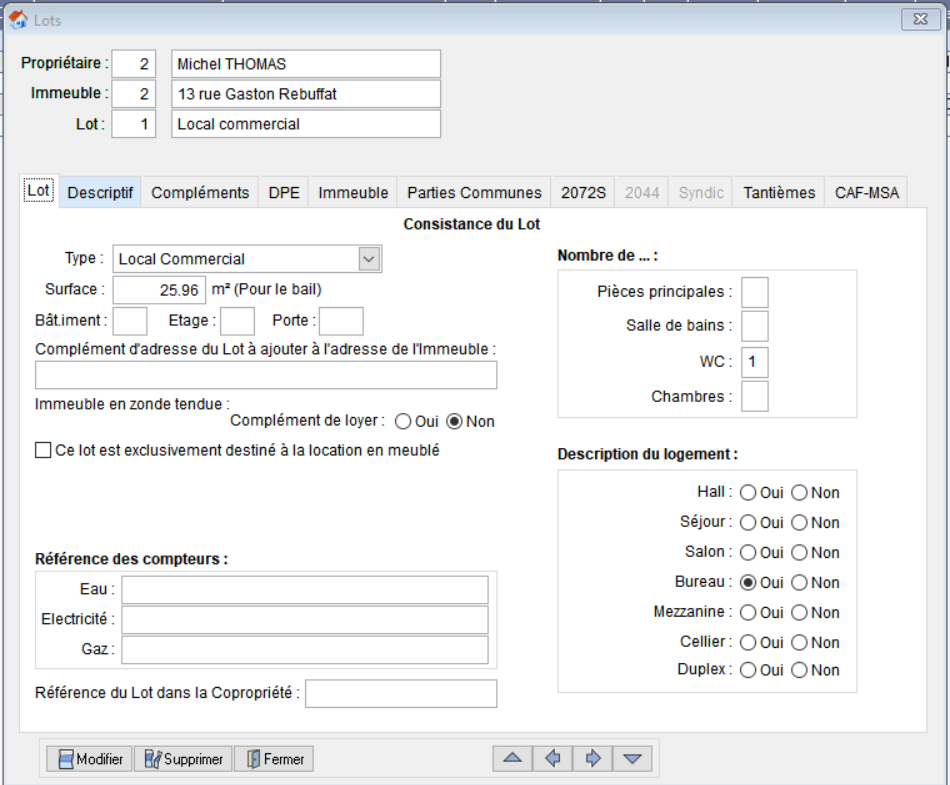 Lots
Propriétaire : 2 Michel THOMAS
Immeuble : 2 13 rue Gaston Rebuffat
Lot : 1 Local commercial
Lot Descriptif Compléments DPE Immeuble Parties Communes 2072S 2044 Syndic Tantièmes CAF-MSA
Consistance du Lot
Type : Local Commercial
Surface : 25.96 m² (Pour le bail)
Bât.iment : Etage : Porte :
Complément d'adresse du Lot à ajouter à l'adresse de l'Immeuble :
Immeuble en zonde tendue :
Complément de loyer : Oui Non
Ce lot est exclusivement destiné à la location en meublé
Référence des compteurs :
Eau :
Electricité :
Gaz :
Référence du Lot dans la Copropriété :
Nombre de ... :
Pièces principales :
Salle de bains :
WC : 1
Chambres :
Description du logement :
Hall : Oui Non
Séjour : Oui Non
Salon : Oui Non
Bureau : Oui Non
Mezzanine : Oui Non
Cellier : Oui Non
Duplex : Oui Non
Modifier Supprimer Fermer